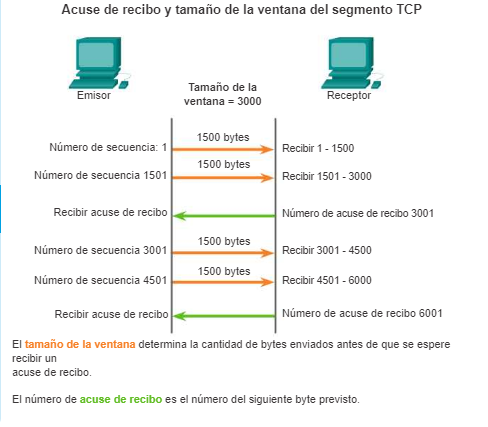 Acuse de recibo y tamaño de la ventana del segmento TCP
Emisor
Receptor
Tamaño de la
ventana = 3000
1500 bytes
Número de secuencia: 1
Recibir 1 - 1500
1500 bytes
Número de secuencia 1501
Recibir 1501 - 3000
Recibir acuse de recibo
Número de acuse de recibo 3001
1500 bytes
Número de secuencia 3001
Recibir 3001 - 4500
1500 bytes
Número de secuencia 4501
Recibir 4501 - 6000
Recibir acuse de recibo
Número de acuse de recibo 6001
El tamaño de la ventana determina la cantidad de bytes enviados antes de que se espere
recibir un
acuse de recibo.
El número de acuse de recibo es el número del siguiente byte previsto.